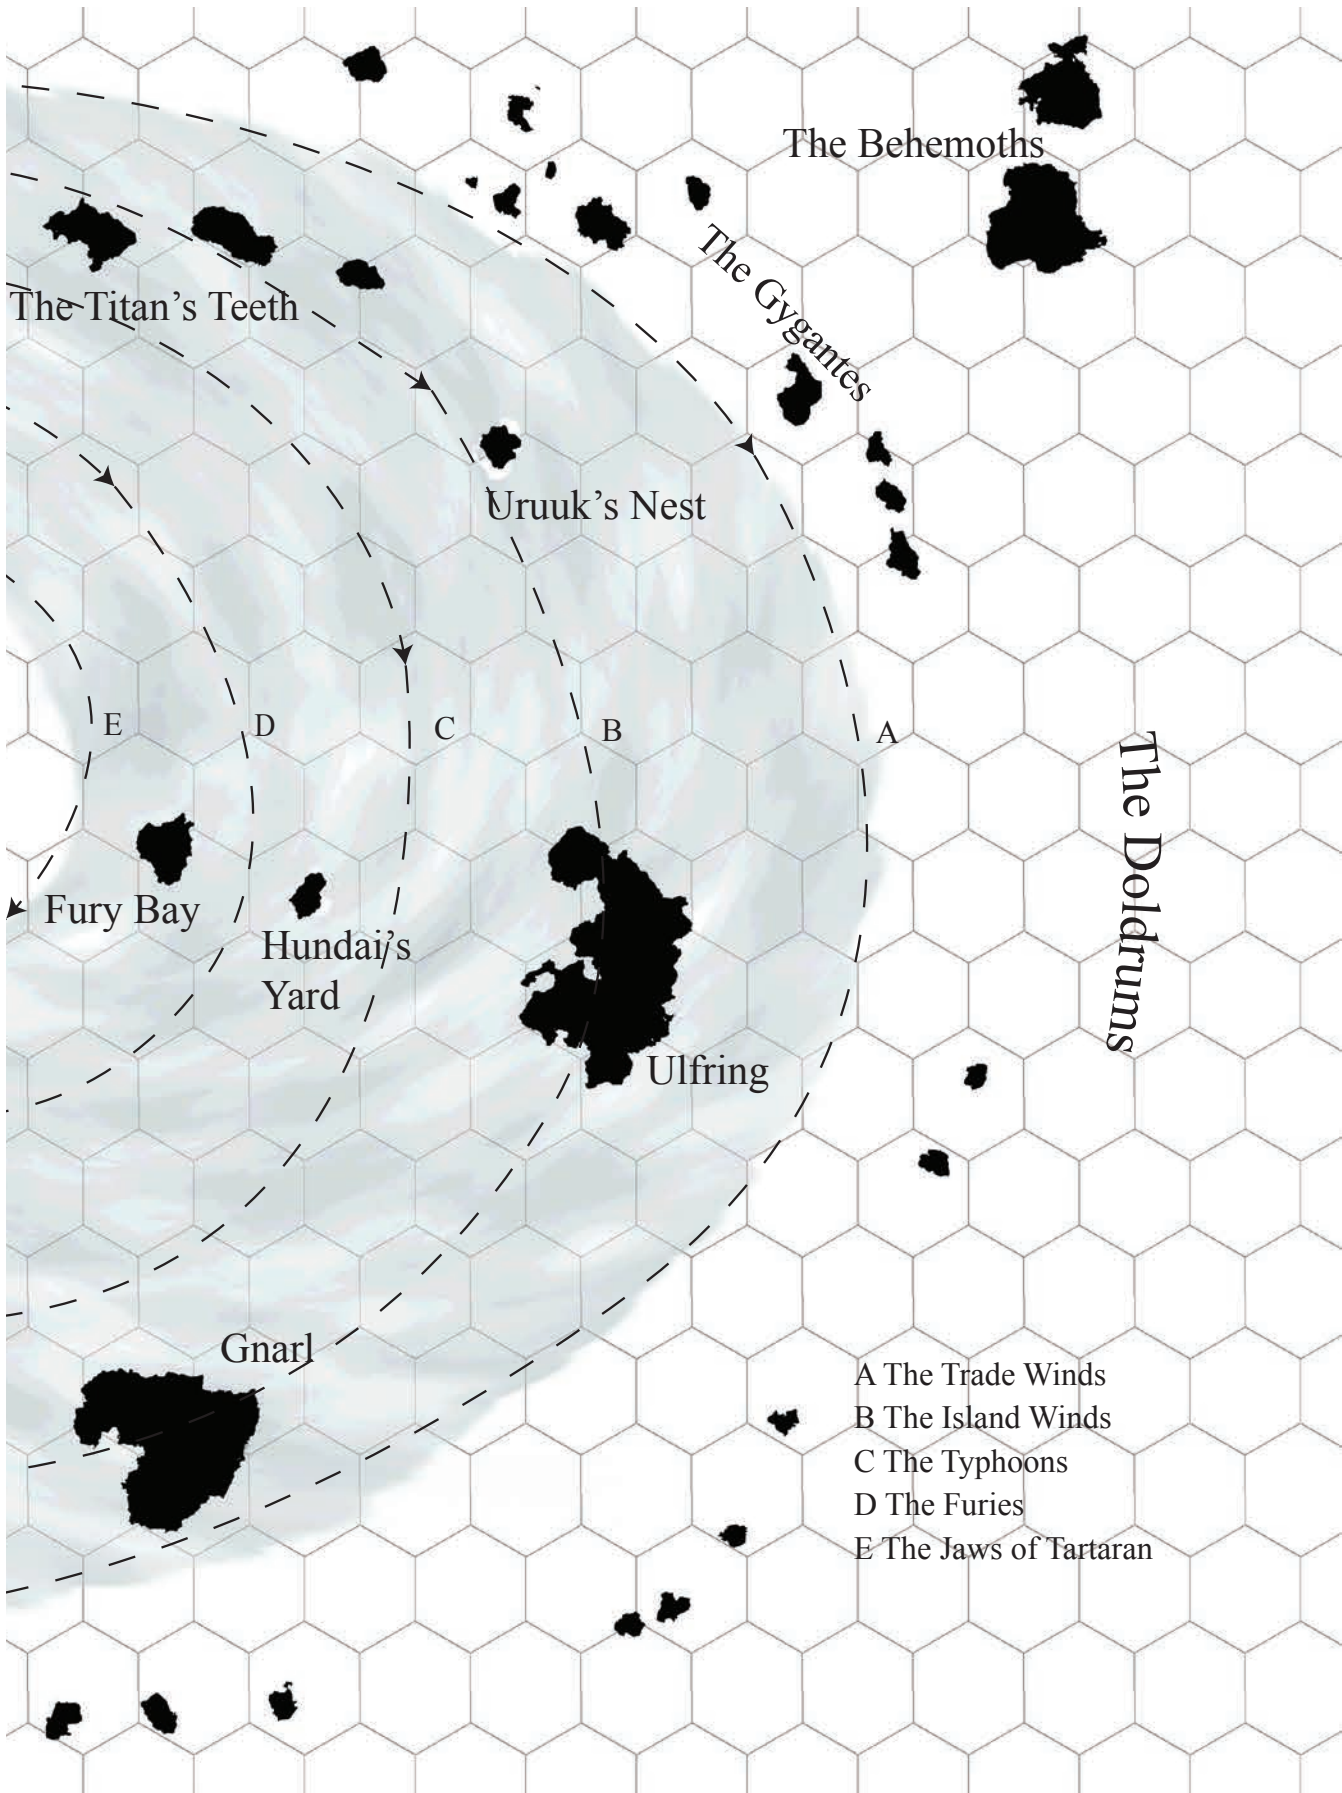 The Behemoths
The Gygantes
The Titan’s Teeth
Uruuk’s Nest
E
D
C
B
A
The Doldrums
Fury Bay
Hundai’s
Yard
Ulfring
Gnarl
A The Trade Winds
B The Island Winds
C The Typhoons
D The Furies
E The Jaws of Tartaran